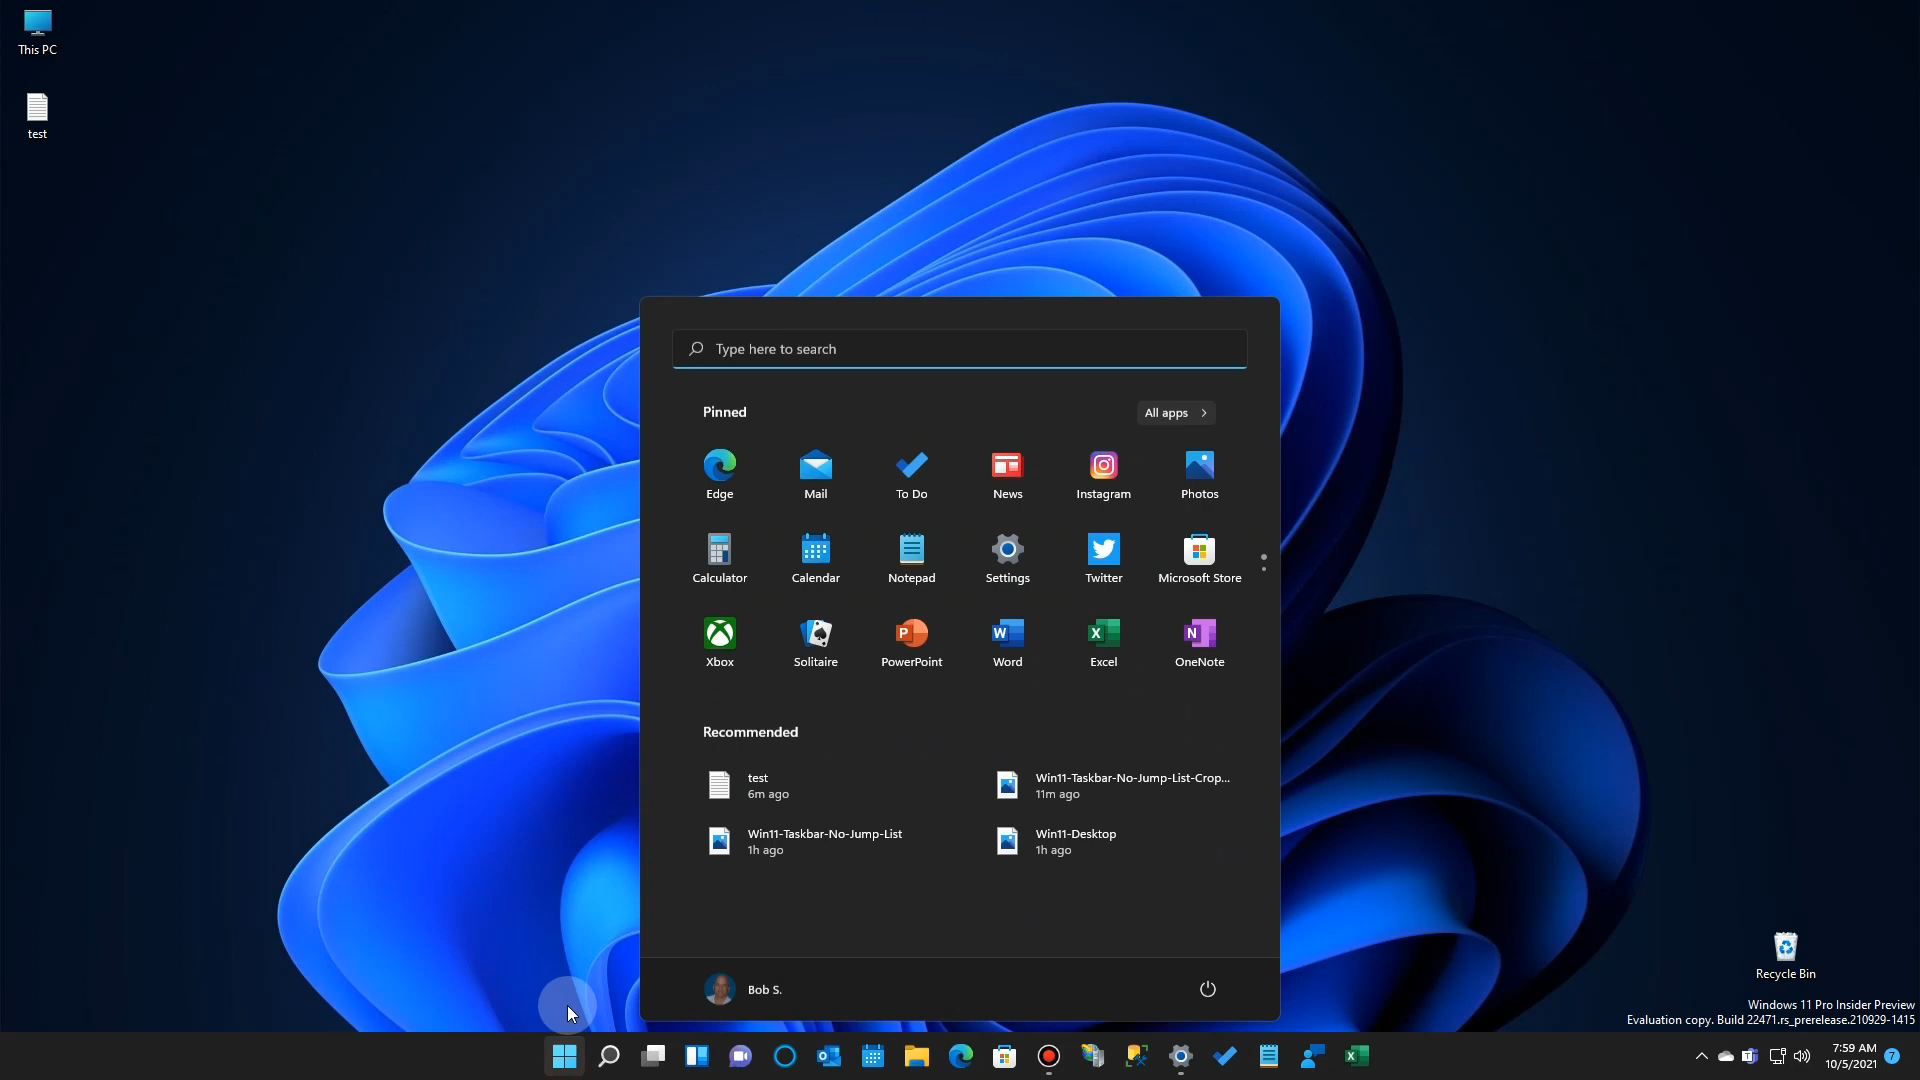 This PC
test
Type here to search
Pinned
All apps
Edge
Mail
To Do
News
Instagram
Photos
Calculator
Calendar
Notepad
Settings
Twitter
Microsoft Store
Xbox
Solitaire
PowerPoint
Word
Excel
OneNote
Recommended
test
6m ago
Win11-Taskbar-No-Jump-List-Crop...
11m ago
Win11-Taskbar-No-Jump-List
1h ago
Win11-Desktop
1h ago
Bob S.
Recycle Bin
Windows 11 Pro Insider Preview
Evaluation copy. Build 22471.rs_prerelease.210929-1415
7:59 AM
10/5/2021
7